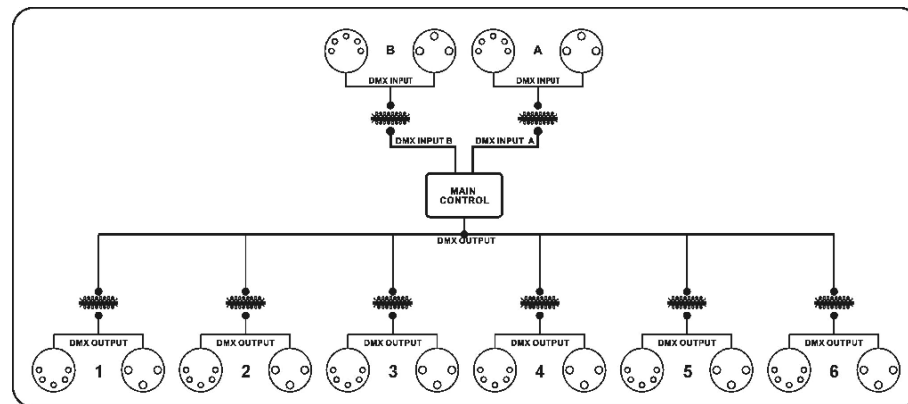 B A
DMX INPUT DMX INPUT
DMX INPUT B DMX INPUT A
MAIN
CONTROL
DMX OUTPUT
DMX OUTPUT DMX OUTPUT DMX OUTPUT DMX OUTPUT DMX OUTPUT DMX OUTPUT
1 2 3 4 5 6